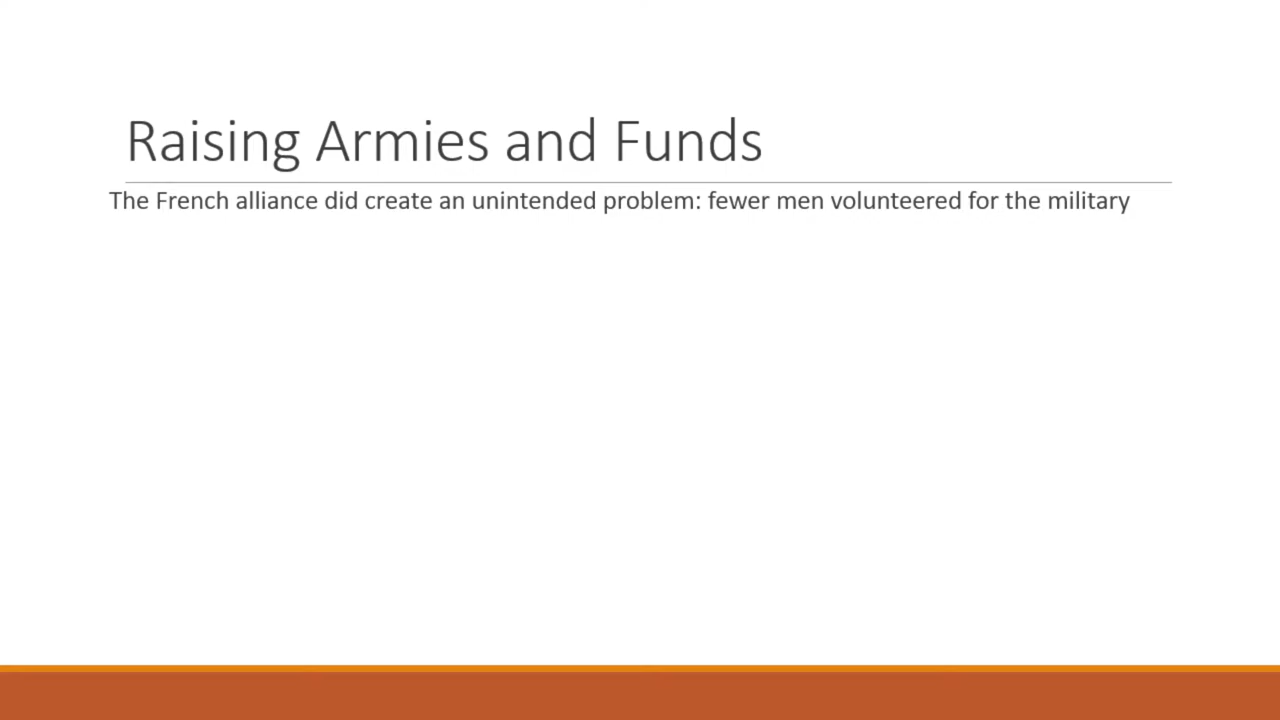 Raising Armies and Funds
The French alliance did create an unintended problem: fewer men volunteered for the military